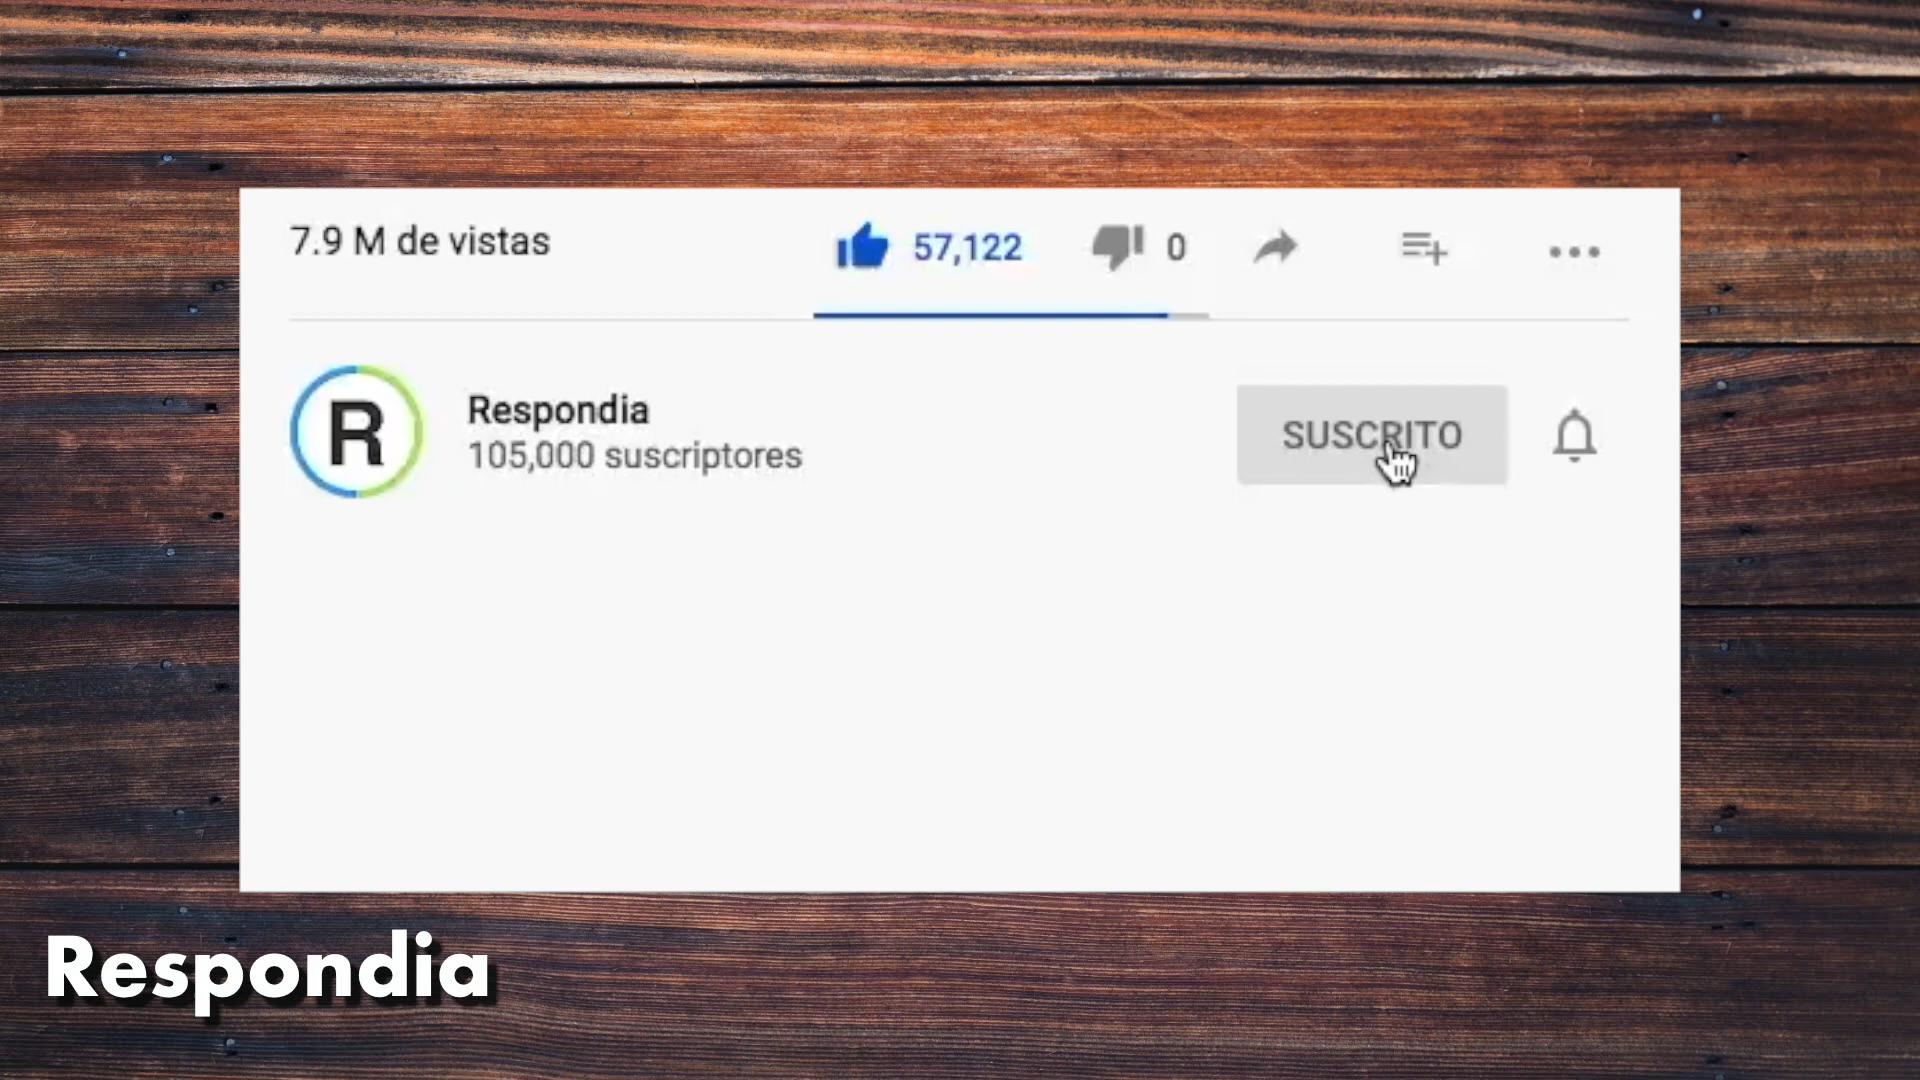 7.9 M de vistas
57,122
0
R
Respondia
105,000 suscriptores
SUSCRITO
Respondia